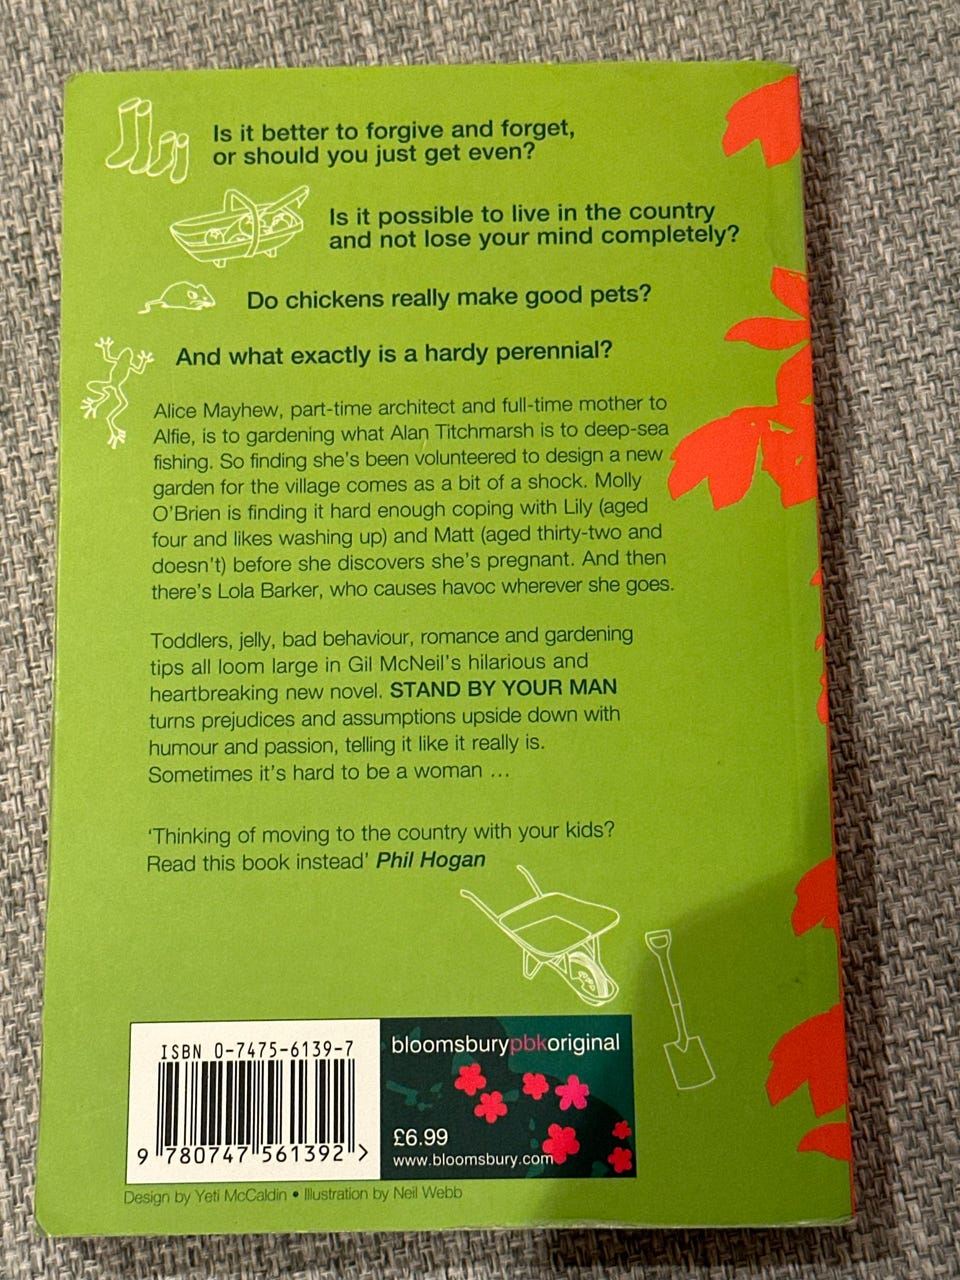 Is it better to forgive and forget,
or should you just get even?
Is it possible to live in the country
and not lose your mind completely?
Do chickens really make good pets?
And what exactly is a hardy perennial?
Alice Mayhew, part-time architect and full-time mother to
Alfie, is to gardening what Alan Titchmarsh is to deep-sea
fishing. So finding she's been volunteered to design a new
garden for the village comes as a bit of a shock. Molly
O'Brien is finding it hard enough coping with Lily (aged
four and likes washing up) and Matt (aged thirty-two and
doesn't) before she discovers she's pregnant. And then
there's Lola Barker, who causes havoc wherever she goes.
Toddlers, jelly, bad behaviour, romance and gardening
tips all loom large in Gil McNeil's hilarious and
heartbreaking new novel. STAND BY YOUR MAN
turns prejudices and assumptions upside down with
humour and passion, telling it like it really is.
Sometimes it's hard to be a woman ...
'Thinking of moving to the country with your kids?
Read this book instead' Phil Hogan
ISBN 0-7475-6139-7
9 780747 561392 >
bloomsburypbkoriginal
£6.99
www.bloomsbury.com
Design by Yeti McCaldin • Illustration by Neil Webb